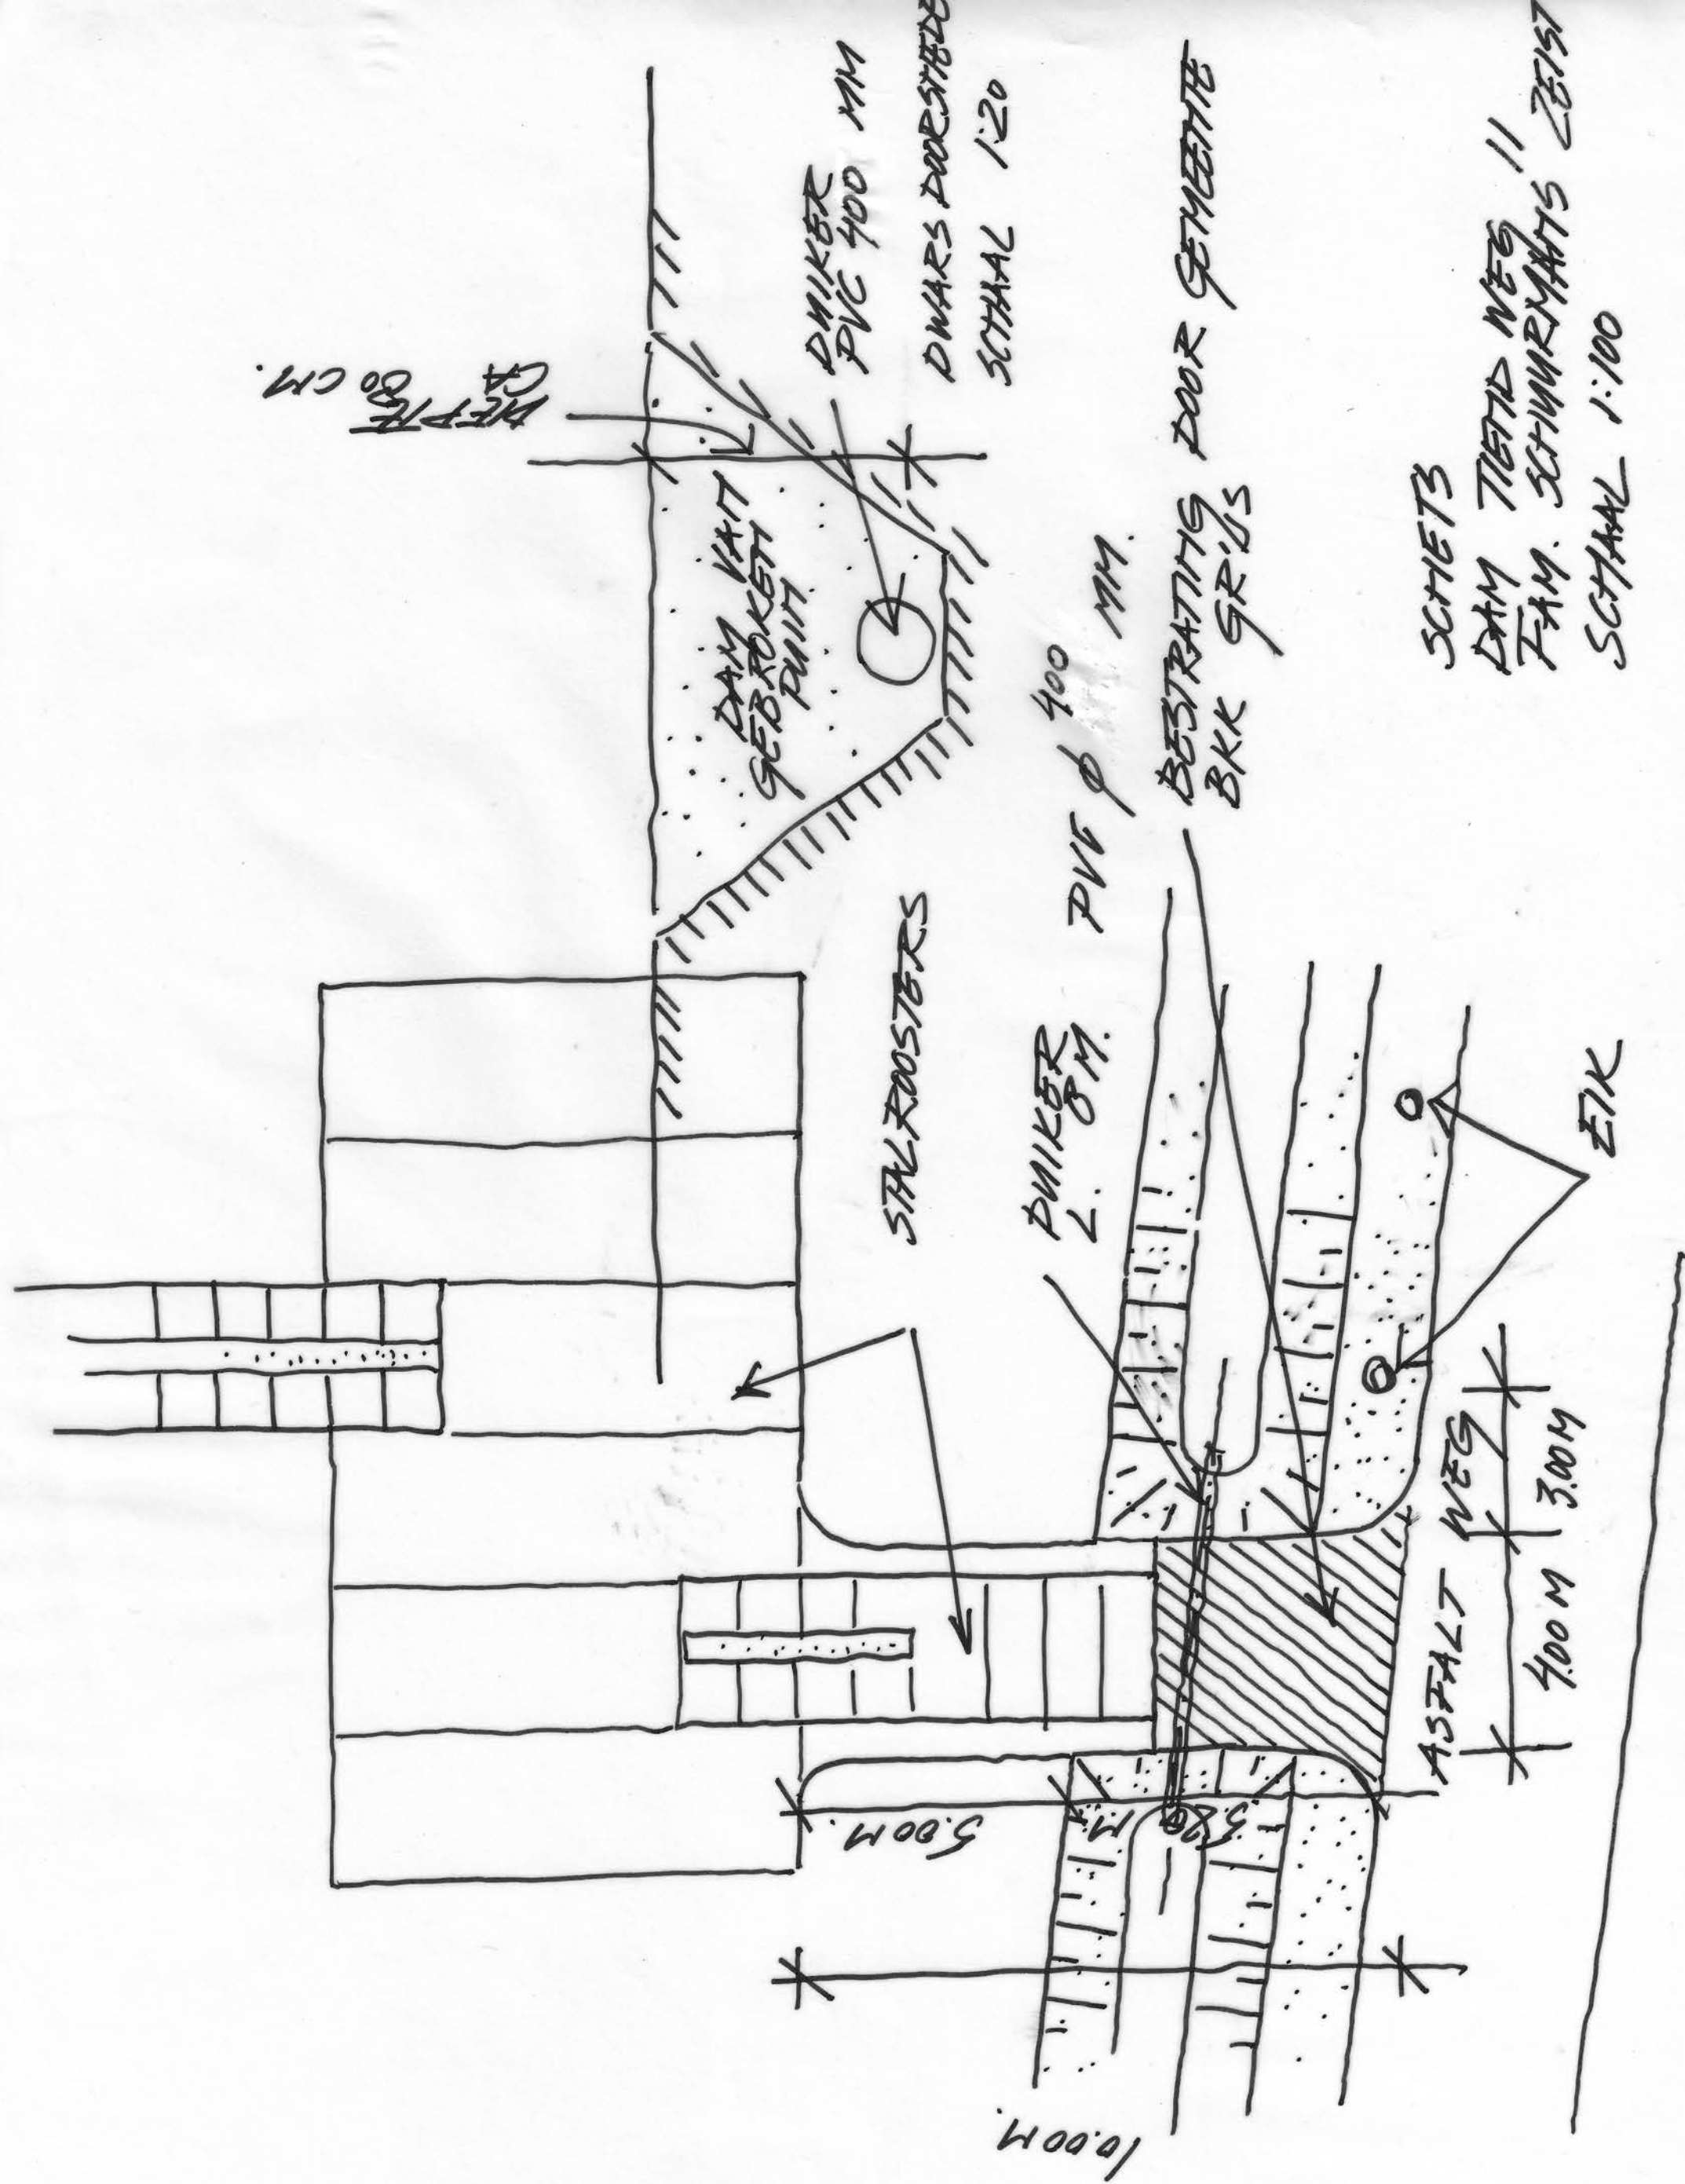 DIEPTE
CA 80 CM.
DAM VAN
GEBROKEN
PUIN
DUIKER
PVC 400 MM
DWARS DOORSNEDE
SCHAAL 1:20
STALROOSTERS
DUIKER
L. 8 M. PVC ϕ 400 MM.
BESTRATING DOOR GEMEENTE
BKK GR'IJS
5.00 M
M
10.00 M.
ASFALT WEG
4.00 M 3.00 M
EIK
SCHETS
DAM TIEND WEG 11
FAM. SCHUURMANS ZEIST
SCHAAL 1:100